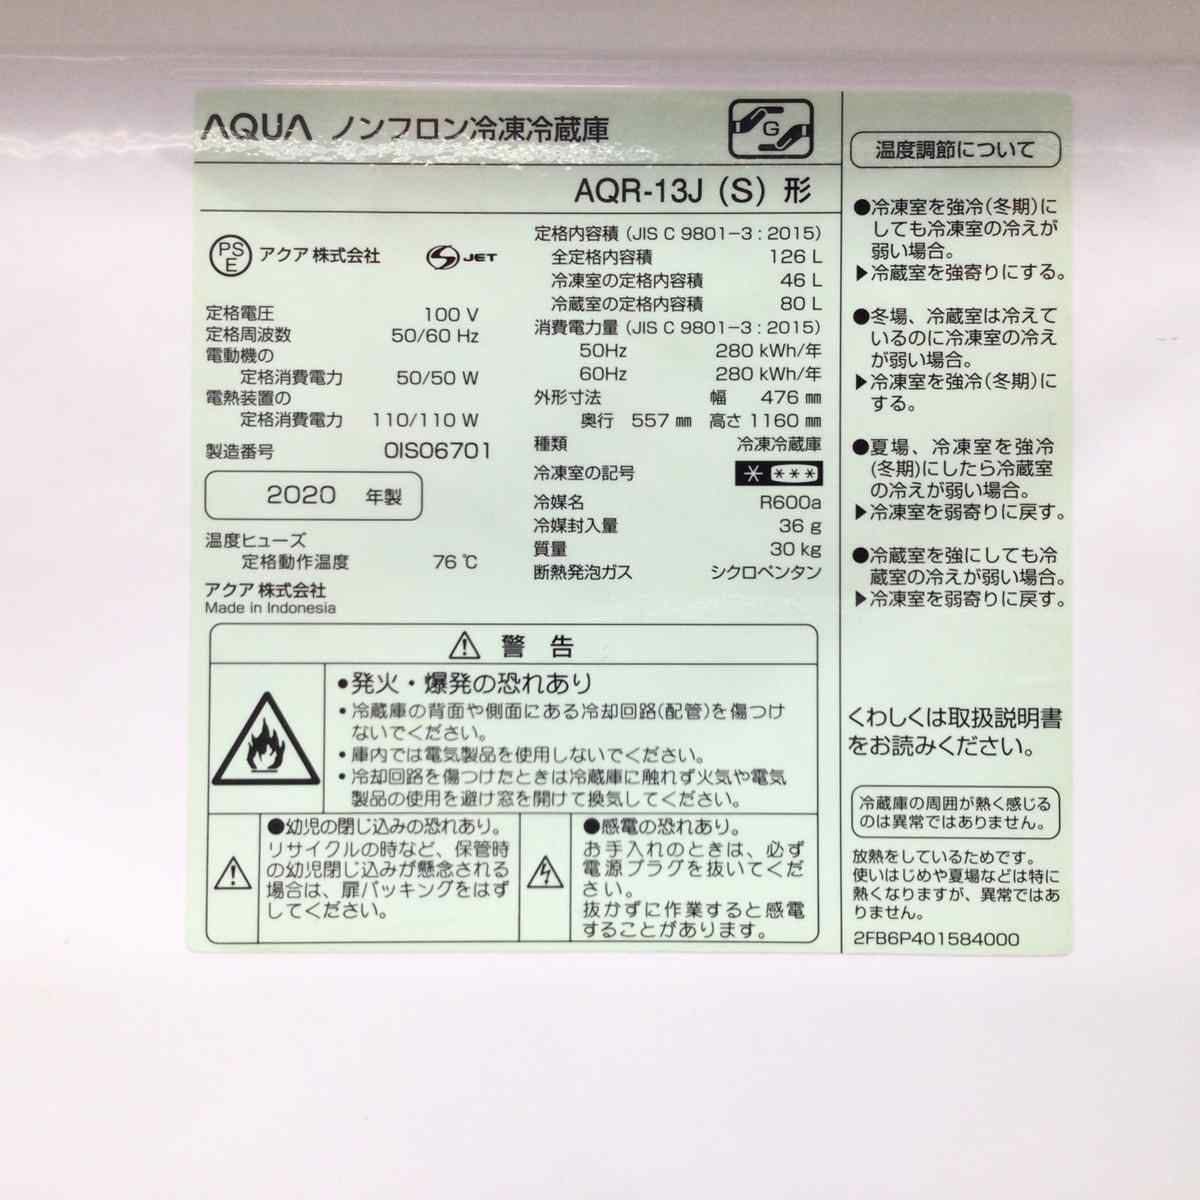 AQUA ノンフロン冷凍冷蔵庫
G
AQR-13J (S) 形
PS
E
アクア 株式会社
S JET
定格電圧 100 V
定格周波数 50/60 Hz
電動機の
定格消費電力 50/50 W
電熱装置の
定格消費電力 110/110 W
製造番号 0IS06701
2020 年製
温度ヒューズ
定格動作温度 76 ℃
アクア 株式会社
Made in Indonesia
定格内容積 (JIS C 9801-3 : 2015)
全定格内容積 126 L
冷凍室の定格内容積 46 L
冷蔵室の定格内容積 80 L
消費電力量 (JIS C 9801-3 : 2015)
50Hz 280 kWh/年
60Hz 280 kWh/年
外形寸法 幅 476 ㎜
奥行 557 ㎜ 高さ 1160 ㎜
種類 冷凍冷蔵庫
冷凍室の記号 * ***
冷媒名 R600a
冷媒封入量 36 g
質量 30 kg
断熱発泡ガス シクロペンタン
⚠ 警 告
●発火・爆発の恐れあり
・冷蔵庫の背面や側面にある冷却回路(配管)を傷つけ
ないでください。
・庫内では電気製品を使用しないでください。
・冷却回路を傷つけたときは冷蔵庫に触れず火気や電気
製品の使用を避け窓を開けて換気してください。
●幼児の閉じ込みの恐れあり。
リサイクルの時など、保管時
の幼児閉じ込みが懸念される
場合は、扉パッキングをはず
してください。
●感電の恐れあり。
お手入れのときは、必ず
電源プラグを抜いてくだ
さい。
抜かずに作業すると感電
することがあります。
温度調節について
●冷凍室を強冷(冬期)に
しても冷凍室の冷えが
弱い場合。
▶冷蔵室を強寄りにする。
●冬場、冷蔵室は冷えて
いるのに冷凍室の冷え
が弱い場合。
▶冷凍室を強冷(冬期)に
する。
●夏場、冷凍室を強冷
(冬期)にしたら冷蔵室
の冷えが弱い場合。
▶冷凍室を弱寄りに戻す。
●冷蔵室を強にしても冷
蔵室の冷えが弱い場合。
▶冷凍室を弱寄りに戻す。
くわしくは取扱説明書
をお読みください。
冷蔵庫の周囲が熱く感じる
のは異常ではありません。
放熱をしているためです。
使いはじめや夏場などは特に
熱くなりますが、異常ではあ
りません。
2FB6P401584000